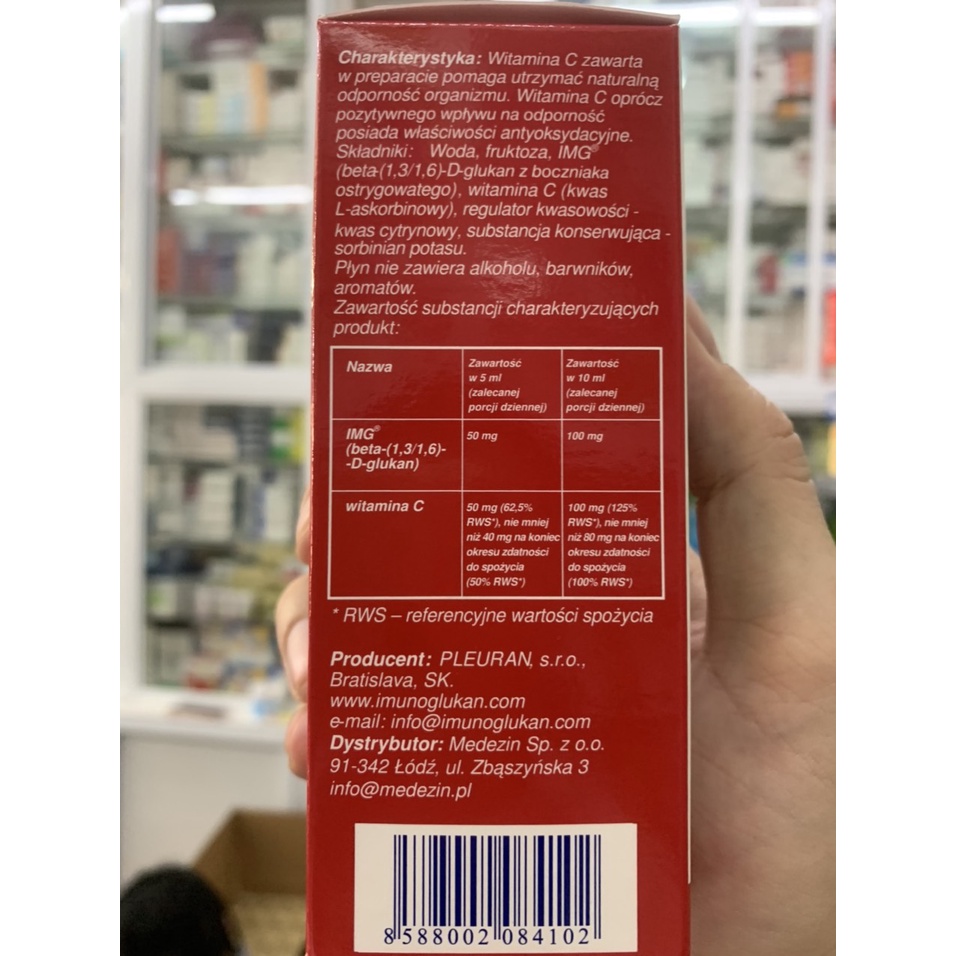 Charakterystyka: Witamina C zawarta
w preparacie pomaga utrzymać naturalną
odporność organizmu. Witamina C oprócz
pozytywnego wpływu na odporność
posiada właściwości antyoksydacyjne.
Składniki: Woda, fruktoza, IMG®
(beta-(1,3/1,6)-D-glukan z boczniaka
ostrygowatego), witamina C (kwas
L-askorbinowy), regulator kwasowości -
kwas cytrynowy, substancja konserwująca -
sorbinian potasu.
Płyn nie zawiera alkoholu, barwników,
aromatów.
Zawartość substancji charakteryzujących
produkt:
Nazwa
Zawartość
w 5 ml
(zalecanej
porcji dziennej)
Zawartość
w 10 ml
(zalecanej
porcji dziennej)
IMG®
(beta-(1,3/1,6)-
-D-glukan)
50 mg
100 mg
witamina C
50 mg (62,5%
RWS*), nie mniej
niż 40 mg na koniec
okresu zdatności
do spożycia
(50% RWS*)
100 mg (125%
RWS*), nie mniej
niż 80 mg na koniec
okresu zdatności
do spożycia
(100% RWS*)
* RWS – referencyjne wartości spożycia
Producent: PLEURAN, s.r.o.,
Bratislava, SK.
www.imunoglukan.com
e-mail: info@imunoglukan.com
Dystrybutor: Medezin Sp. z o.o.
91-342 Łódź, ul. Zbąszyńska 3
info@medezin.pl
8 588002 084102